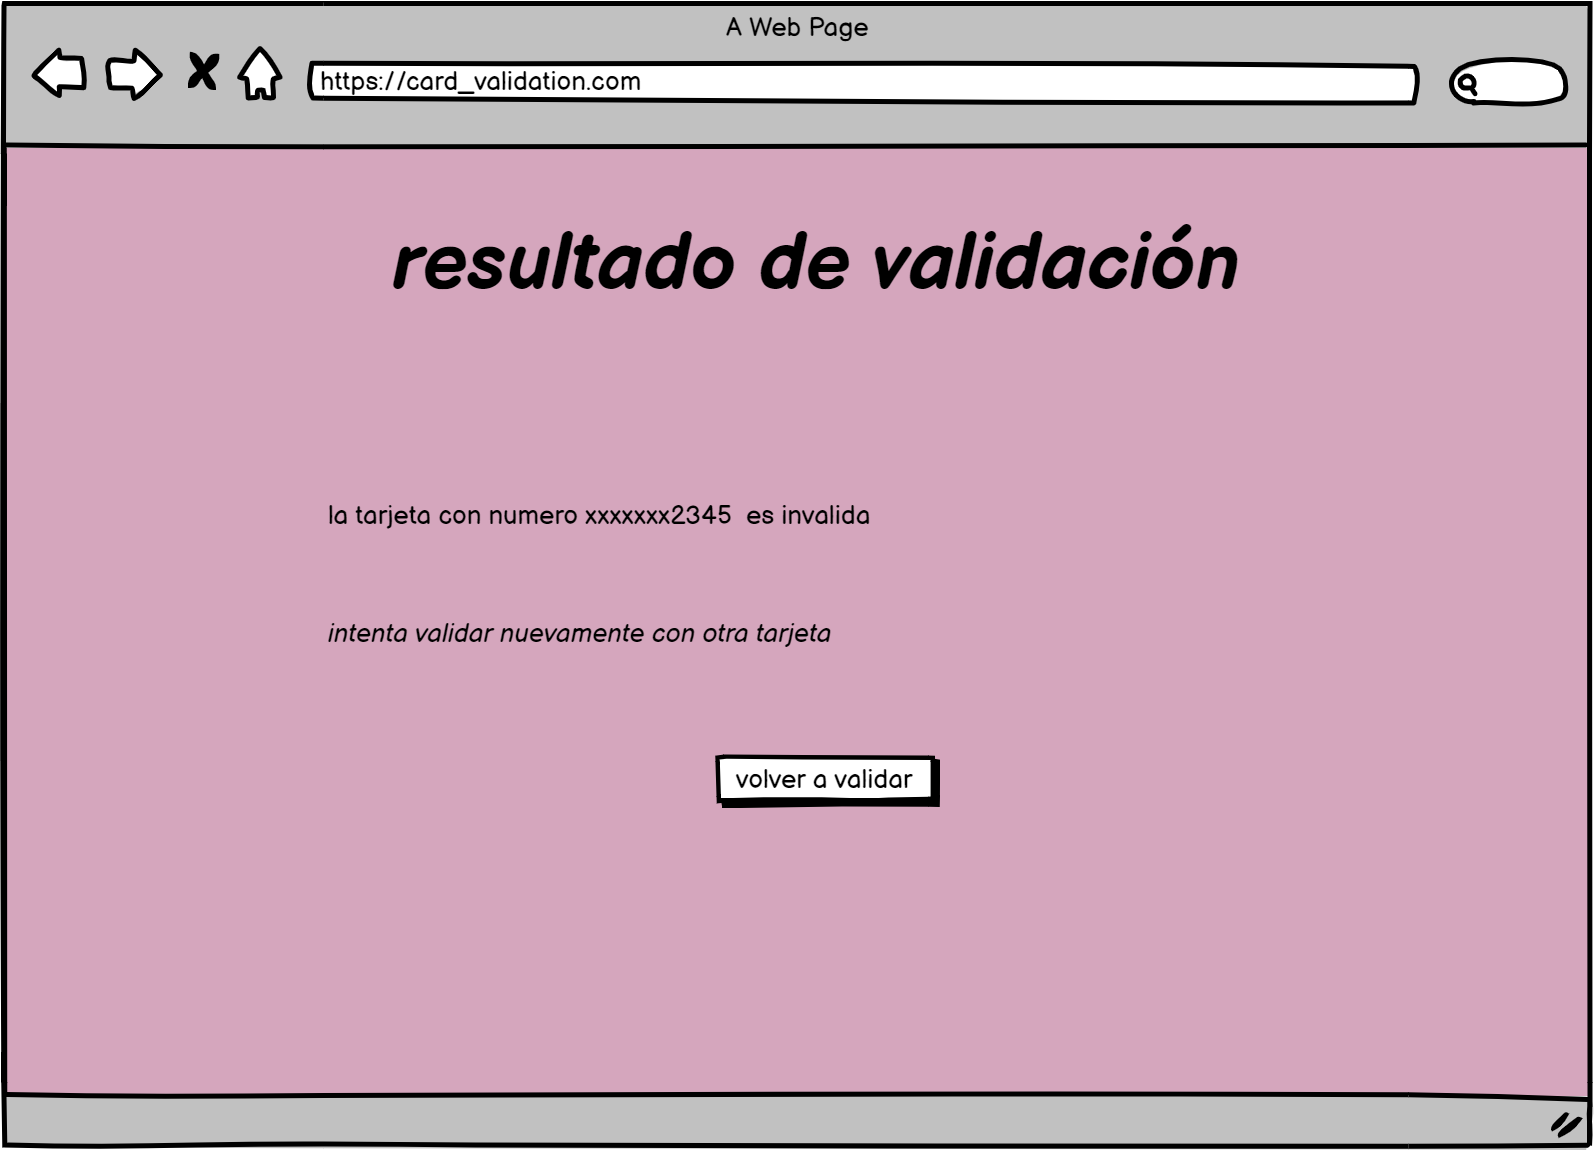 A Web Page
https://card_validation.com
resultado de validación
la tarjeta con numero xxxxxxx2345  es invalida
intenta validar nuevamente con otra tarjeta
volver a validar